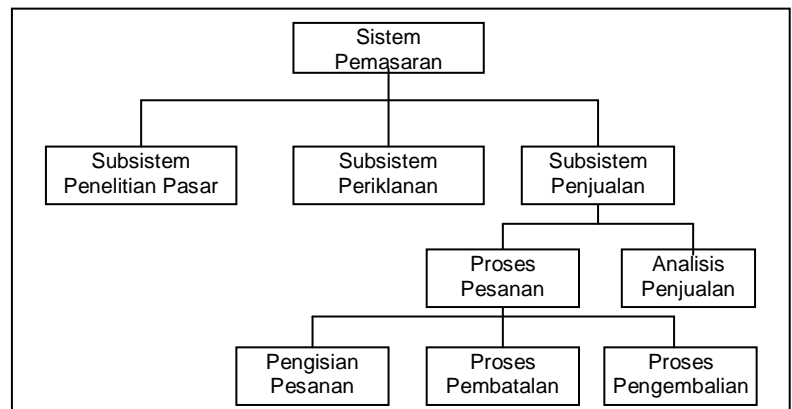 Sistem
Pemasaran
Subsistem
Penelitian Pasar
Subsistem
Periklanan
Subsistem
Penjualan
Proses
Pesanan
Analisis
Penjualan
Pengisian
Pesanan
Proses
Pembatalan
Proses
Pengembalian